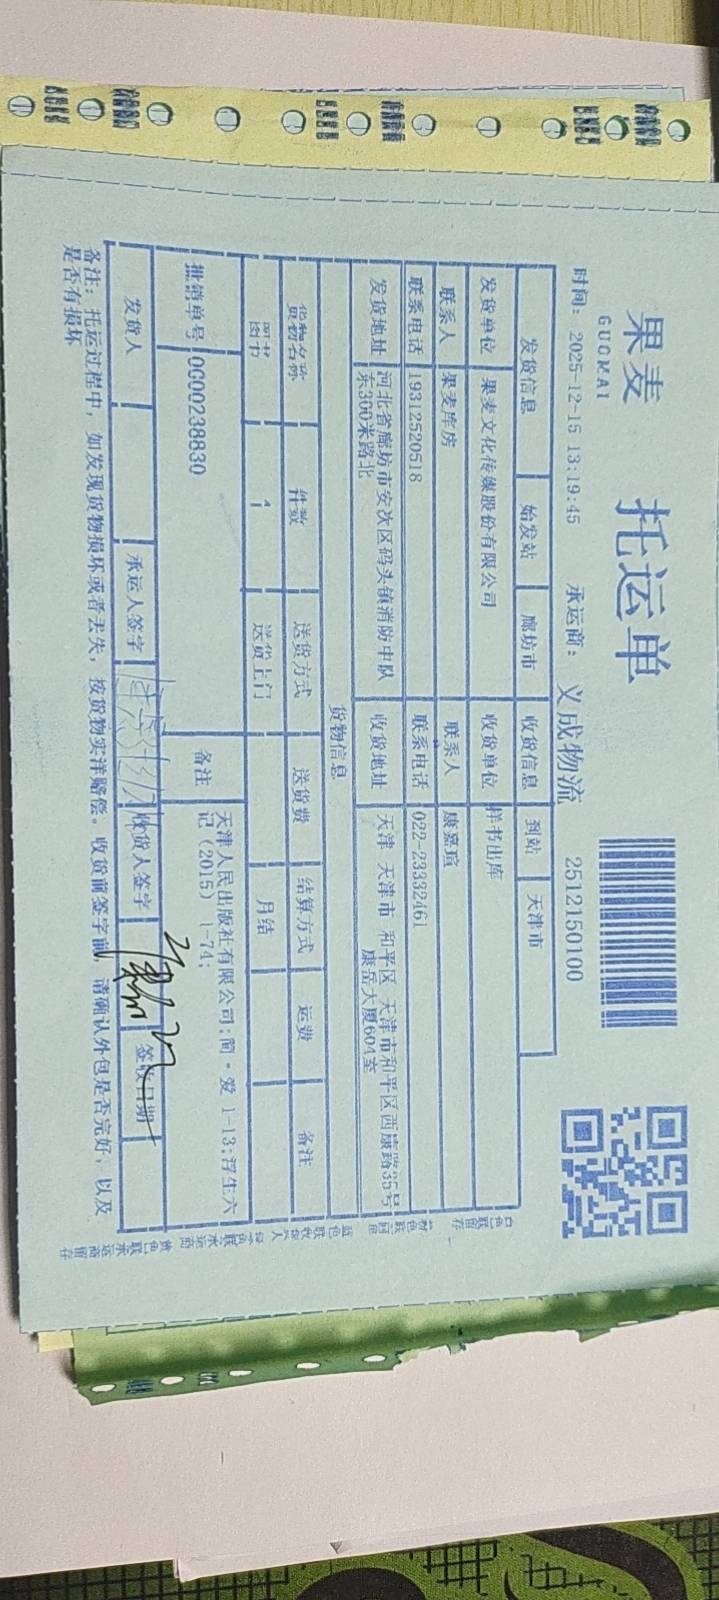 果麦 托运单
GUOMAI
时间: 2025-12-15 13:19:45 承运商: 义成物流 2512150100
发货信息 始发站 廊坊市 收货信息 到站 天津市
发货单位 果麦文化传媒股份有限公司 收货单位 样书出库
联系人 果麦库房 联系人 康嘉瑄
联系电话 19312520518 联系电话 022-23332461
发货地址 河北省廊坊市安次区码头镇消防中队 收货地址 天津 天津市 和平区 天津市和平区西康路35号
东300米路北 康岳大厦604室
货物信息
货物名称 件数 送货方式 送货费 结算方式 运费 备注
图书 1 送货上门 月结
批销单号 0G00238830 备注 天津人民出版社有限公司:简·爱 1-13;浮生六
记（2015） 1-74;
发货人 承运人签字 收货人签字 签收日期
备注: 托运过程中, 如发现货物损坏或者丢失, 按货物实洋赔偿。收货前签字前, 请确认外包是否完好, 以及
是否有损坏